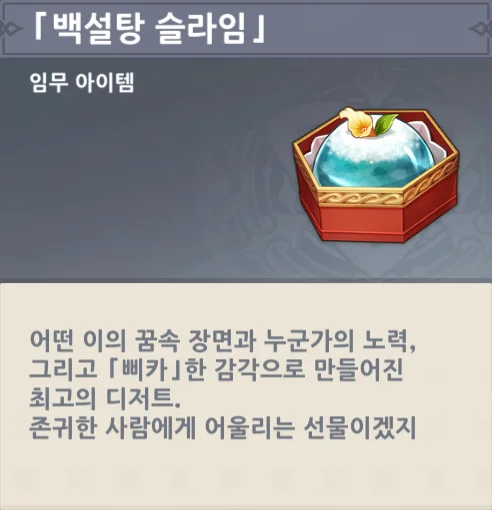 「백설탕 슬라임」
임무 아이템
어떤 이의 꿈속 장면과 누군가의 노력,
그리고 「삐카」한 감각으로 만들어진
최고의 디저트.
존귀한 사람에게 어울리는 선물이겠지